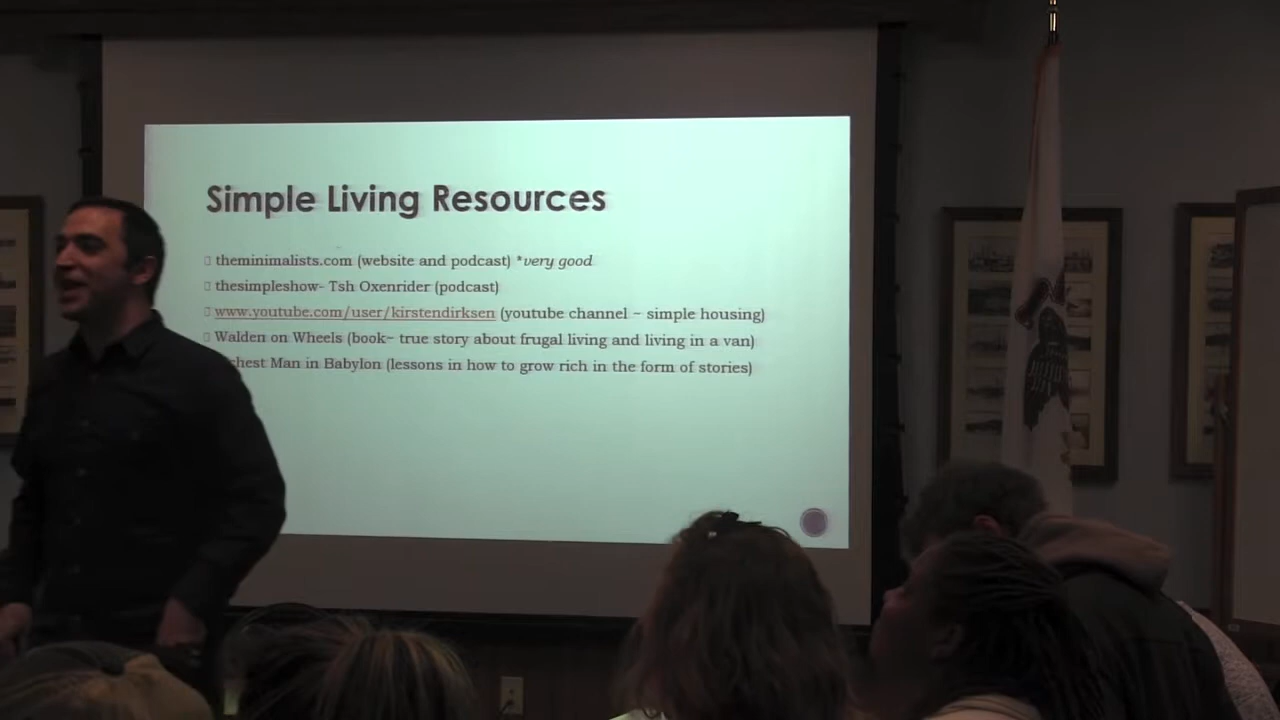 Simple Living Resources
theminimalists.com (website and podcast) *very good
thesimpleshow- Tsh Oxenrider (podcast)
www.youtube.com/user/kirstendirksen (youtube channel – simple housing)
Walden on Wheels (book– true story about frugal living and living in a van)
Man in Babylon (lessons in how to grow rich in the form of stories)